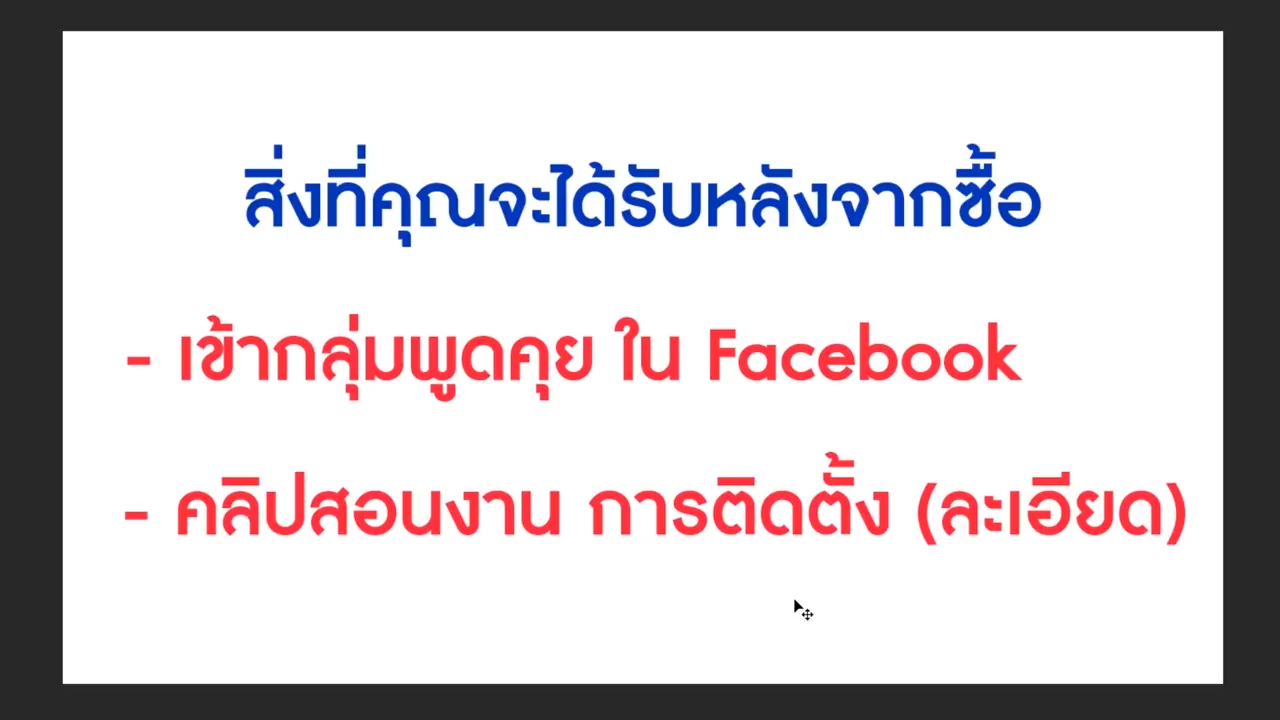 สิ่งที่คุณจะได้รับหลังจากซื้อ
- เข้ากลุ่มพูดคุย ใน Facebook
- คลิปสอนงาน การติดตั้ง (ละเอียด)